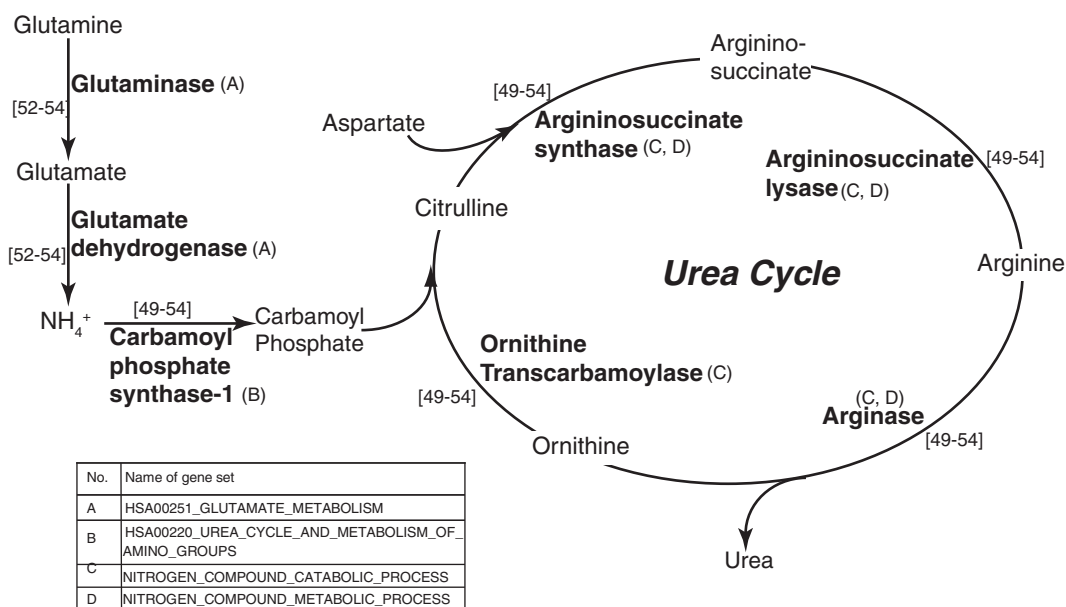 Glutamine
Glutaminase (A)
[52-54]
Glutamate
Glutamate
dehydrogenase (A)
[52-54]
NH4+
[49-54]
Carbamoyl
phosphate
synthase-1 (B)
Carbamoyl
Phosphate
Aspartate
Citrulline
[49-54]
Argininosuccinate
synthase (C, D)
Arginino-
succinate
Argininosuccinate
lysase (C, D)
[49-54]
Arginine
Urea Cycle
Ornithine
Transcarbamoylase (C)
[49-54]
(C, D)
Arginase
[49-54]
Ornithine
Urea
No. Name of gene set
A HSA00251_GLUTAMATE_METABOLISM
B HSA00220_UREA_CYCLE_AND_METABOLISM_OF_
AMINO_GROUPS
C NITROGEN_COMPOUND_CATABOLIC_PROCESS
D NITROGEN_COMPOUND_METABOLIC_PROCESS